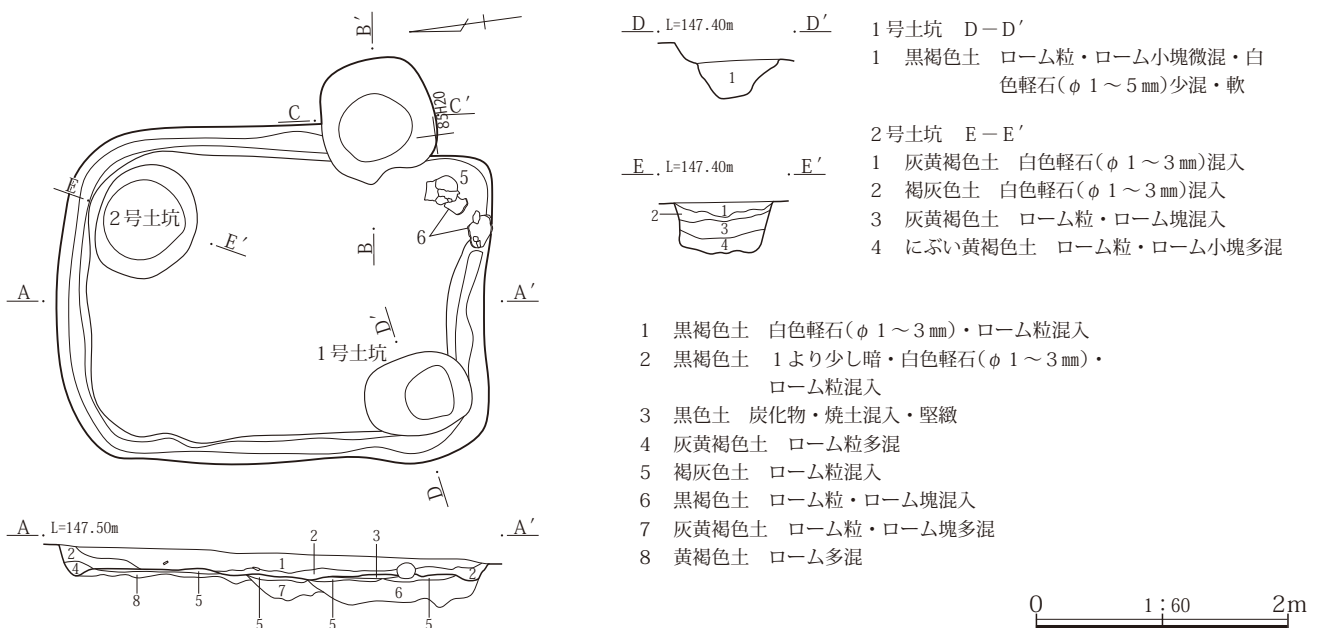 B′
C
C′
85H20
E
2号土坑
E′
5
6
B
A
A′
D′
1号土坑
D
A L=147.50m A′
2 3
2 1
4 2
7 6
8 5 5 5 5
D L=147.40m D′
1
E L=147.40m E′
1
2
3
4
1号土坑 D－D′
1 黒褐色土 ローム粒・ローム小塊微混・白
色軽石(φ1～5㎜)少混・軟
2号土坑 E－E′
1 灰黄褐色土 白色軽石(φ1～3㎜)混入
2 褐灰色土 白色軽石(φ1～3㎜)混入
3 灰黄褐色土 ローム粒・ローム塊混入
4 にぶい黄褐色土 ローム粒・ローム小塊多混
1 黒褐色土 白色軽石(φ1～3㎜)・ローム粒混入
2 黒褐色土 1より少し暗・白色軽石(φ1～3㎜)・
ローム粒混入
3 黒色土 炭化物・焼土混入・堅緻
4 灰黄褐色土 ローム粒多混
5 褐灰色土 ローム粒混入
6 黒褐色土 ローム粒・ローム塊混入
7 灰黄褐色土 ローム粒・ローム塊多混
8 黄褐色土 ローム多混
0 1：60 2m